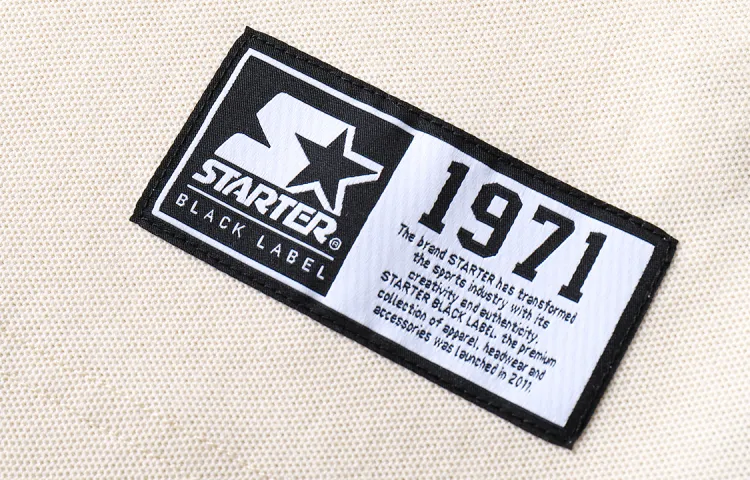 STARTER®
BLACK LABEL
1971
The brand STARTER has transformed
the sports industry with its
creativity and authenticity.
STARTER BLACK LABEL, the premium
collection of apparel, headwear and
accessories was launched in 2011.